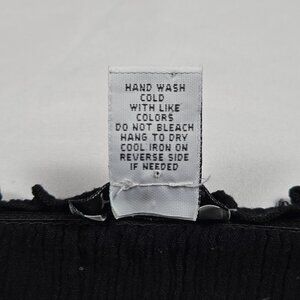 HAND WASH
COLD
WITH LIKE
COLORS
DO NOT BLEACH
HANG TO DRY
COOL IRON ON
REVERSE SIDE
IF NEEDED